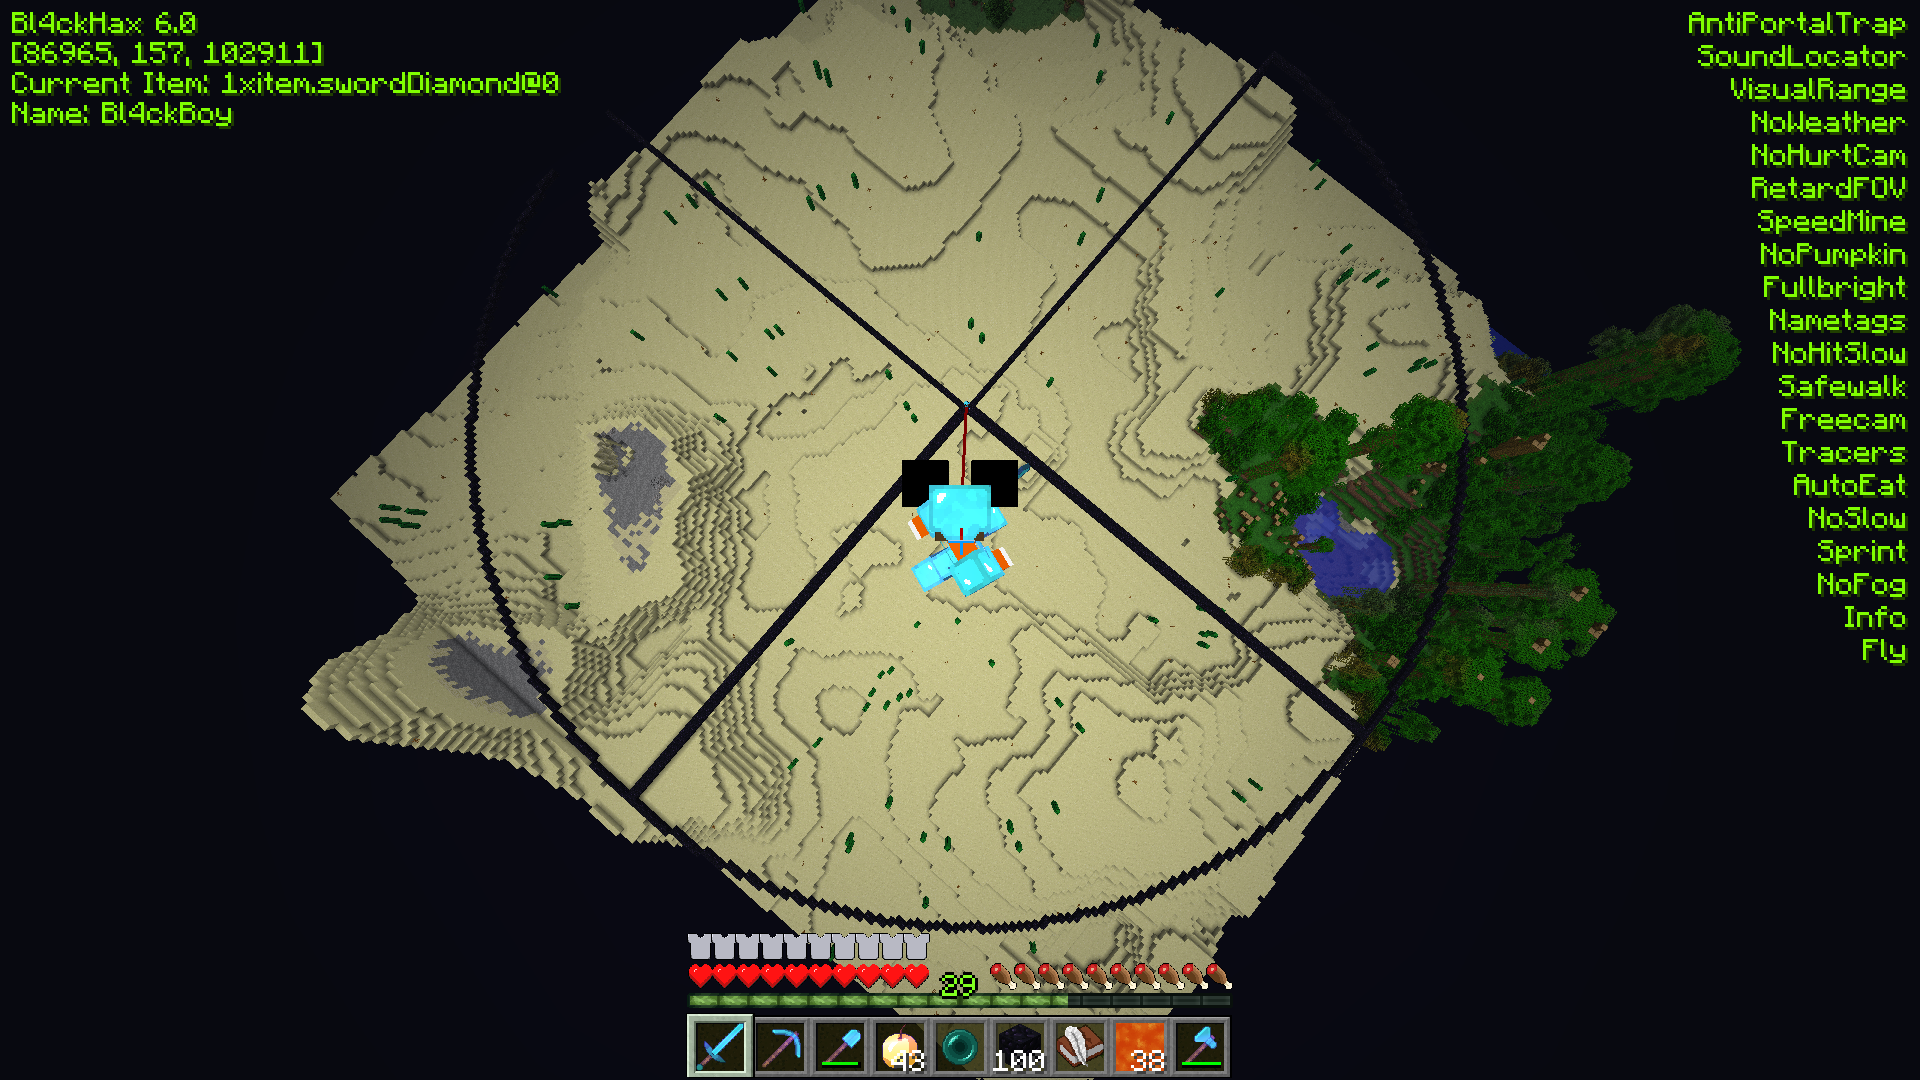 Bl4ckHax 6.0
[86965, 157, 102911]
Current Item: 1xitem.swordDiamond@0
Name: Bl4ckBoy
AntiPortalTrap
SoundLocator
VisualRange
NoWeather
NoHurtCam
RetardFOV
SpeedMine
NoPumpkin
Fullbright
Nametags
NoHitSlow
Safewalk
Freecam
Tracers
AutoEat
NoSlow
Sprint
NoFog
Info
Fly
29
43 100 38